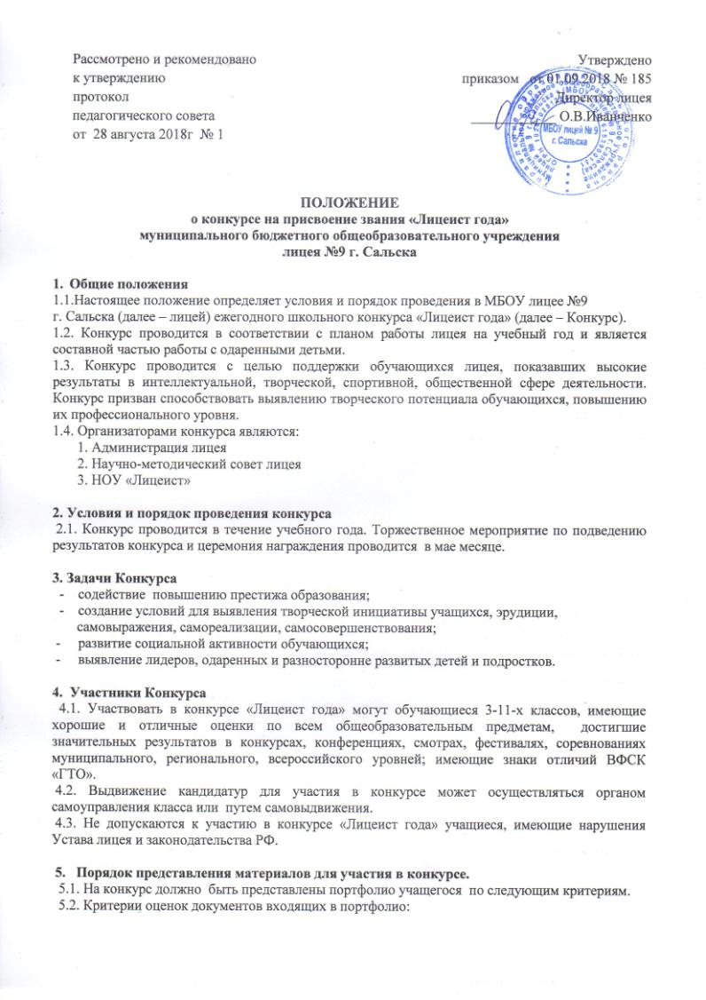 Рассмотрено и рекомендовано
к утверждению
протокол
педагогического совета
от 28 августа 2018г № 1
Утверждено
приказом от 01.09.2018 № 185
Директор лицея
О.В.Иванченко
МБОУ лицей № 9
г. Сальска
ПОЛОЖЕНИЕ
о конкурсе на присвоение звания «Лицеист года»
муниципального бюджетного общеобразовательного учреждения
лицея №9 г. Сальска
1. Общие положения
1.1.Настоящее положение определяет условия и порядок проведения в МБОУ лицее №9
г. Сальска (далее – лицей) ежегодного школьного конкурса «Лицеист года» (далее – Конкурс).
1.2. Конкурс проводится в соответствии с планом работы лицея на учебный год и является
составной частью работы с одаренными детьми.
1.3. Конкурс проводится с целью поддержки обучающихся лицея, показавших высокие
результаты в интеллектуальной, творческой, спортивной, общественной сфере деятельности.
Конкурс призван способствовать выявлению творческого потенциала обучающихся, повышению
их профессионального уровня.
1.4. Организаторами конкурса являются:
1. Администрация лицея
2. Научно-методический совет лицея
3. НОУ «Лицеист»
2. Условия и порядок проведения конкурса
2.1. Конкурс проводится в течение учебного года. Торжественное мероприятие по подведению
результатов конкурса и церемония награждения проводится в мае месяце.
3. Задачи Конкурса
- содействие повышению престижа образования;
- создание условий для выявления творческой инициативы учащихся, эрудиции,
самовыражения, самореализации, самосовершенствования;
- развитие социальной активности обучающихся;
- выявление лидеров, одаренных и разносторонне развитых детей и подростков.
4. Участники Конкурса
4.1. Участвовать в конкурсе «Лицеист года» могут обучающиеся 3-11-х классов, имеющие
хорошие и отличные оценки по всем общеобразовательным предметам, достигшие
значительных результатов в конкурсах, конференциях, смотрах, фестивалях, соревнованиях
муниципального, регионального, всероссийского уровней; имеющие знаки отличий ВФСК
«ГТО».
4.2. Выдвижение кандидатур для участия в конкурсе может осуществляться органом
самоуправления класса или путем самовыдвижения.
4.3. Не допускаются к участию в конкурсе «Лицеист года» учащиеся, имеющие нарушения
Устава лицея и законодательства РФ.
5. Порядок представления материалов для участия в конкурсе.
5.1. На конкурс должно быть представлены портфолио учащегося по следующим критериям.
5.2. Критерии оценок документов входящих в портфолио: